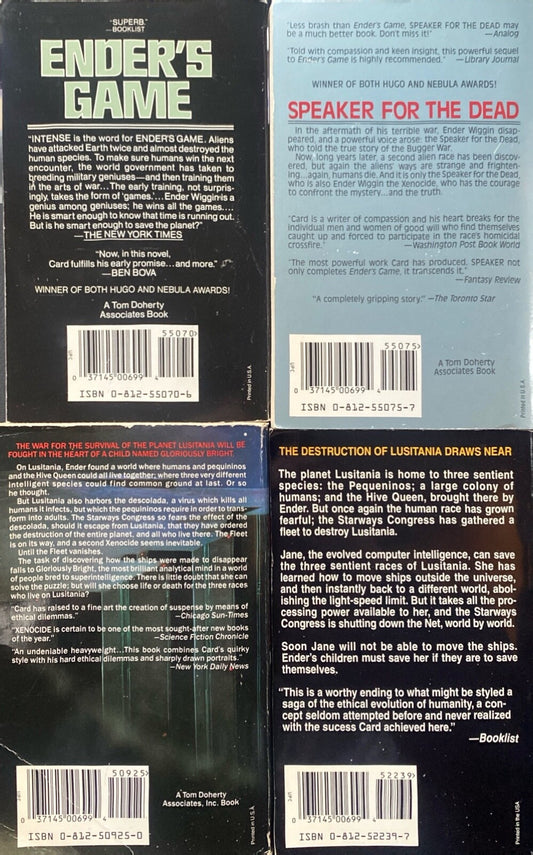 "SUPERB."
—BOOKLIST
ENDER'S
GAME
"INTENSE is the word for ENDER'S GAME. Aliens
have attacked Earth twice and almost destroyed the
human species. To make sure humans win the next
encounter, the world government has taken to
breeding military geniuses—and then training them
in the arts of war... The early training, not surpris-
ingly, takes the form of 'games'... Ender Wiggin is a
genius among geniuses; he wins all the games...
He is smart enough to know that time is running out.
But is he smart enough to save the planet?"
—THE NEW YORK TIMES
"Now, in this novel,
Card fulfills his early promise...and more."
—BEN BOVA
WINNER OF BOTH HUGO AND NEBULA AWARDS!
A Tom Doherty
Associates Book
55070>
0 37145 00699 4
ISBN 0-812-55070-6
Printed in U.S.A.
"Less brash than Ender's Game, SPEAKER FOR THE DEAD may
be a much better book. Don't miss it!" —Analog
"Told with compassion and keen insight, this powerful sequel
to Ender's Game is highly recommended." —Library Journal
WINNER OF BOTH HUGO AND NEBULA AWARDS!
SPEAKER FOR THE DEAD
In the aftermath of his terrible war, Ender Wiggin disap-
peared, and a powerful voice arose: the Speaker for the Dead,
who told the true story of the Bugger War.
Now, long years later, a second alien race has been discov-
ered, but again the aliens' ways are strange and frighten-
ing...again, humans die. And it is only the Speaker for the Dead,
who is also Ender Wiggin the Xenocide, who has the courage
to confront the mystery...and the truth.
"Card is a writer of compassion and his heart breaks for the
individual men and women of good will who find themselves
caught up and forced to participate in the race's homicidal
crossfire." —Washington Post Book World
"The most powerful work Card has produced. SPEAKER not
only completes Ender's Game, it transcends it."
—Fantasy Review
"A completely gripping story." —The Toronto Star
55075>
0 37145 00699 4
ISBN 0-812-55075-7
A Tom Doherty
Associates Book
Printed in U.S.A.
THE WAR FOR THE SURVIVAL OF THE PLANET LUSITANIA WILL BE
FOUGHT IN THE HEART OF A CHILD NAMED GLORIOUSLY BRIGHT.
On Lusitania, Ender found a world where humans and pequininos
and the Hive Queen could all live together; where three very different
intelligent species could find common ground at last. Or so
he thought.
But Lusitania also harbors the descolada, a virus which kills all
humans it infects, but which the pequininos require in order to trans-
form into adults. The Starways Congress so fears the effect of the
descolada, should it escape from Lusitania, that they have ordered
the destruction of the entire planet, and all who live there. The Fleet
is on its way, and a second Xenocide seems inevitable.
Until the Fleet vanishes.
The task of discovering how the ships were made to disappear
falls to Gloriously Bright, the most brilliant analytical mind in a world
of people bred to superintelligence. There is little doubt that she can
solve the puzzle; but will she choose life or death for the three races
who live on Lusitania?
"Card has raised to a fine art the creation of suspense by means of
ethical dilemmas." —Chicago Sun-Times
"XENOCIDE is certain to be one of the most sought-after new books
of the year." —Science Fiction Chronicle
"An undeniable heavyweight...This book combines Card's quirky
style with his hard ethical dilemmas and sharply drawn portraits."
—New York Daily News
50925>
0 37145 00699 4
ISBN 0-812-50925-0
A Tom Doherty
Associates, Inc. Book
Printed in U.S.A.
THE DESTRUCTION OF LUSITANIA DRAWS NEAR
The planet Lusitania is home to three sentient
species: the Pequeninos; a large colony of
humans; and the Hive Queen, brought there by
Ender. But once again the human race has grown
fearful; the Starways Congress has gathered a
fleet to destroy Lusitania.
Jane, the evolved computer intelligence, can save
the three sentient races of Lusitania. She has
learned how to move ships outside the universe,
and then instantly back to a different world, abol-
ishing the light-speed limit. But it takes all the pro-
cessing power available to her, and the Starways
Congress is shutting down the Net, world by world.
Soon Jane will not be able to move the ships.
Ender's children must save her if they are to save
themselves.
"This is a worthy ending to what might be styled a
saga of the ethical evolution of humanity, a con-
cept seldom attempted before and never realized
with the sucess Card achieved here."
—Booklist
52239>
0 37145 00699 4
ISBN 0-812-52239-7
Printed in the USA